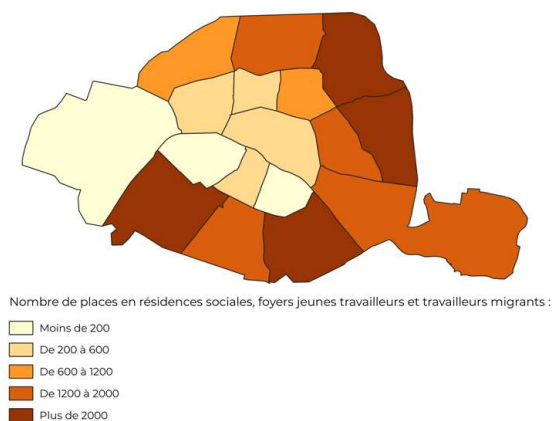 Nombre de places en résidences sociales, foyers jeunes travailleurs et travailleurs migrants :
Moins de 200
De 200 à 600
De 600 à 1200
De 1200 à 2000
Plus de 2000